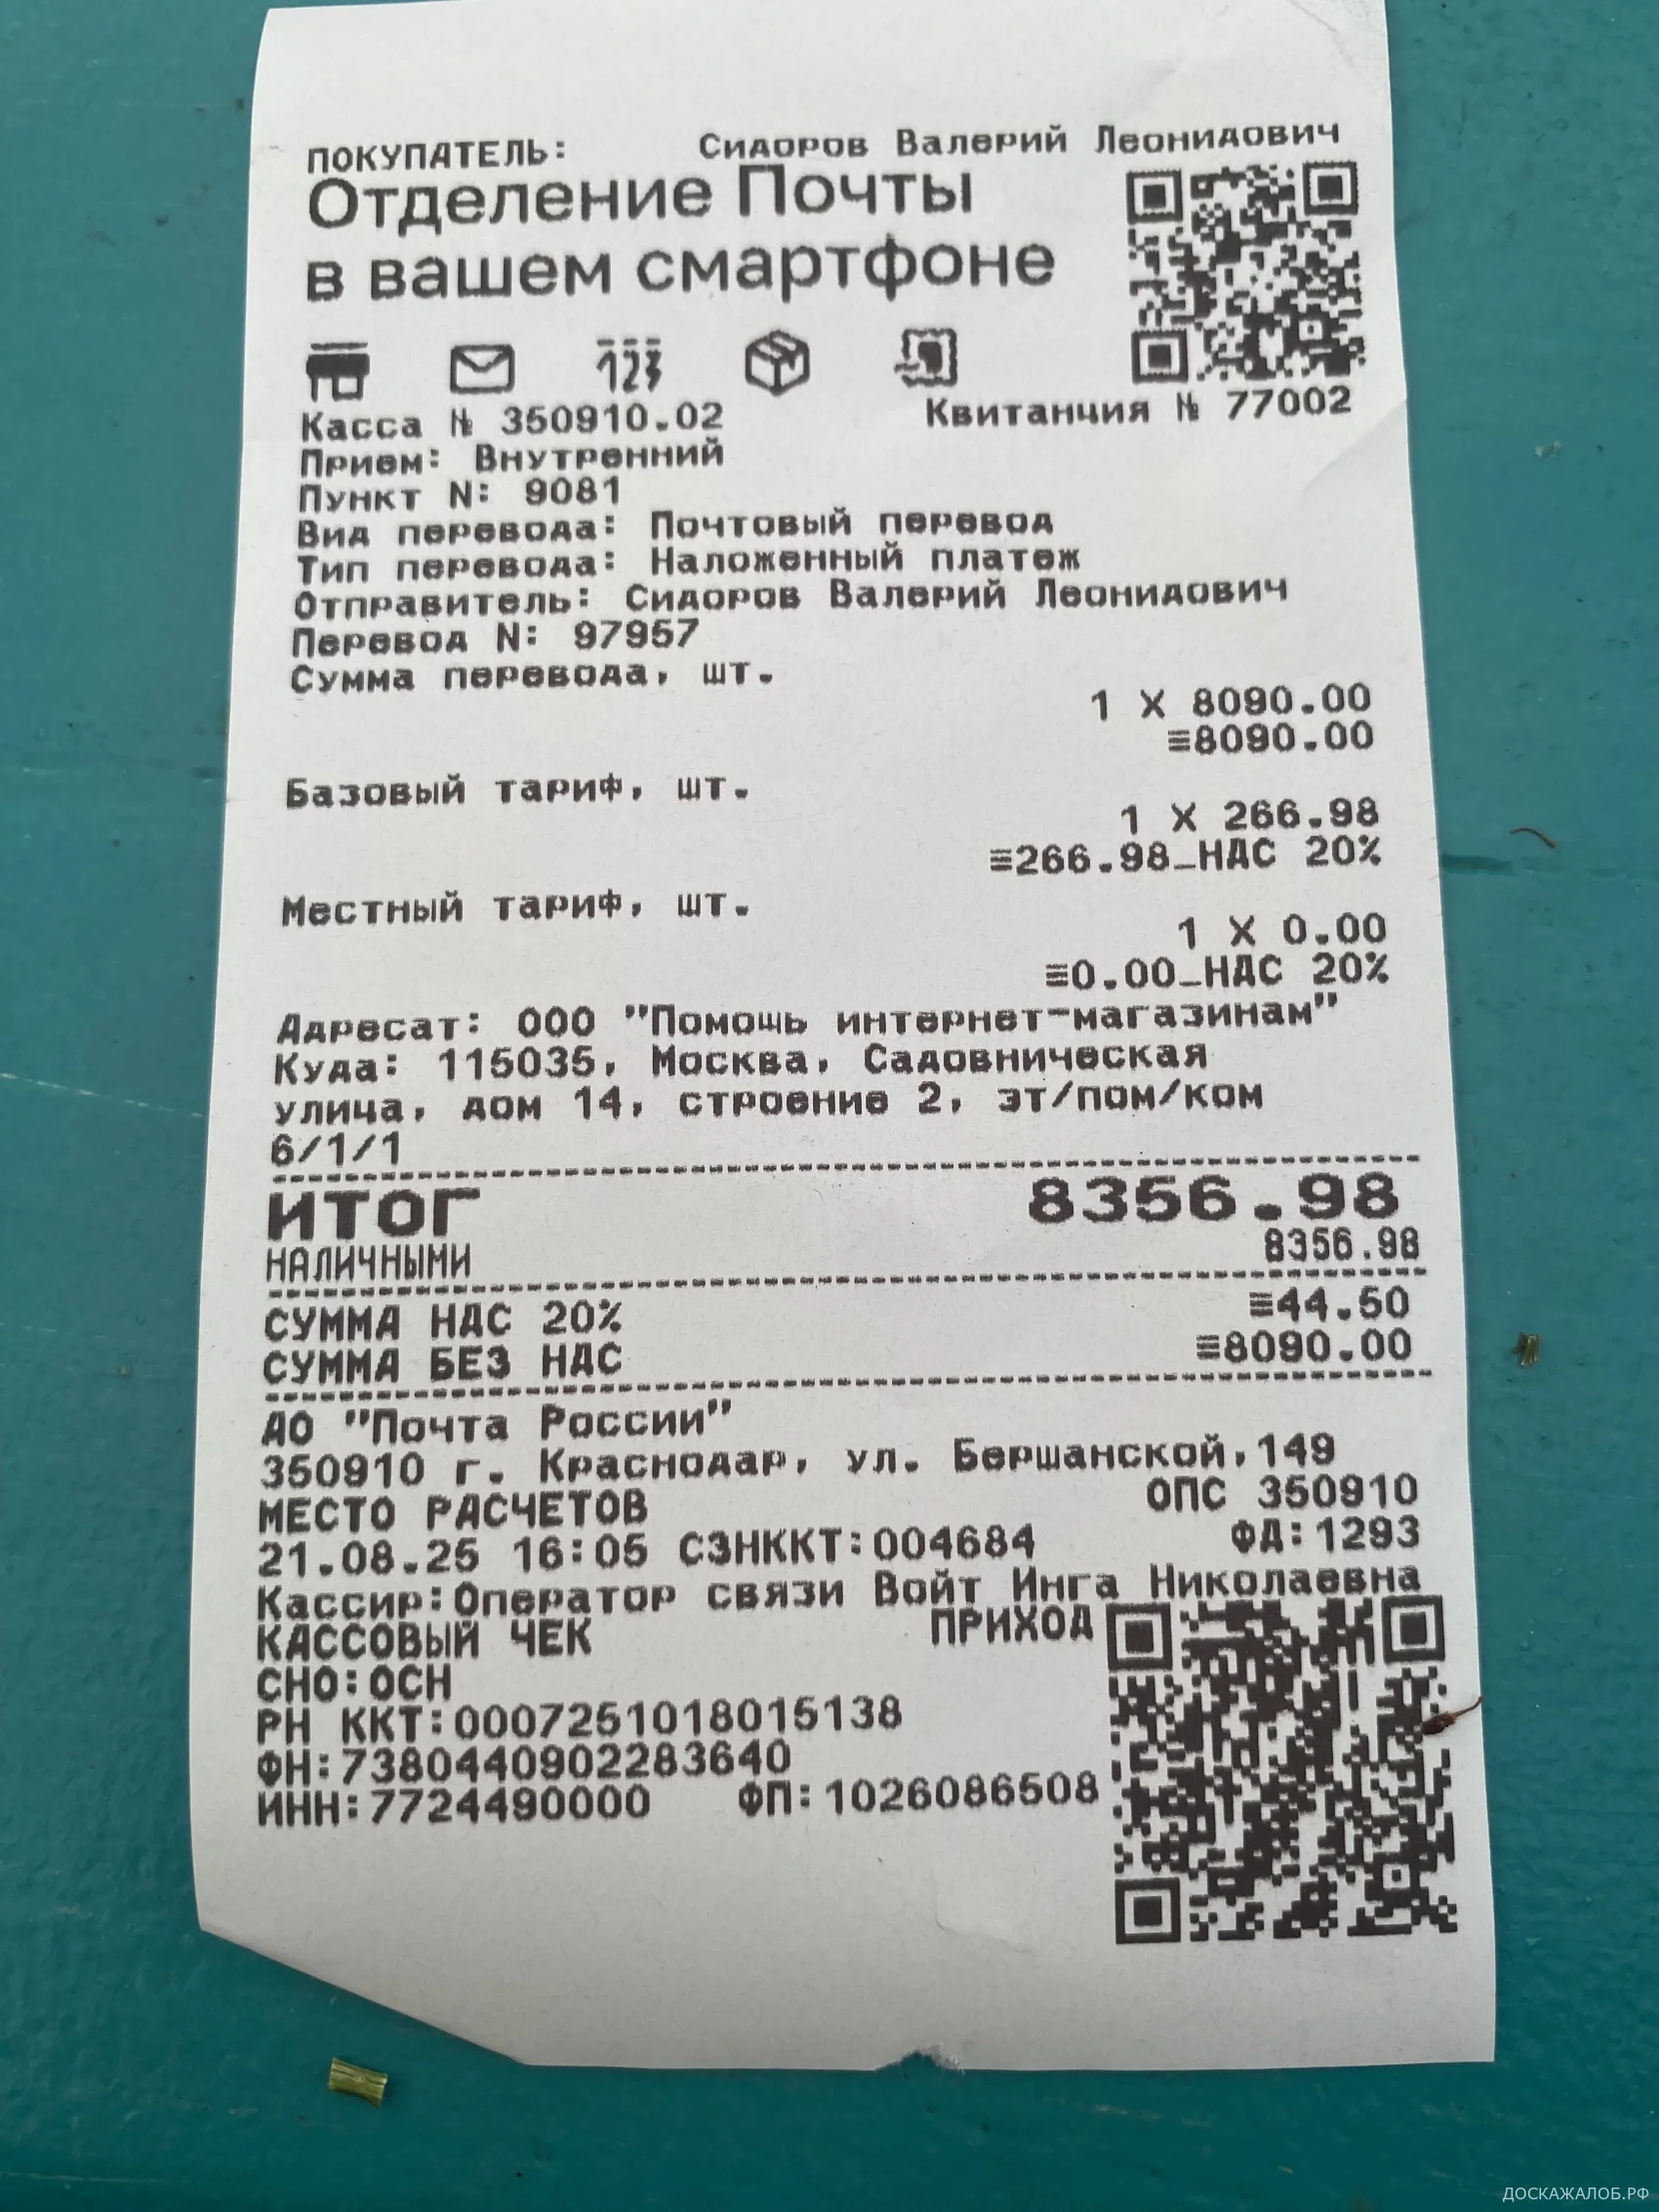 ПОКУПАТЕЛЬ: Сидоров Валерий Леонидович
Отделение Почты
в вашем смартфоне
123
Касса № 350910.02 Квитанция № 77002
Прием: Внутренний
Пункт N: 9081
Вид перевода: Почтовый перевод
Тип перевода: Наложенный платеж
Отправитель: Сидоров Валерий Леонидович
Перевод N: 97957
Сумма перевода, шт.
1 X 8090.00
≡8090.00
Базовый тариф, шт.
1 X 266.98
≡266.98_НДС 20%
Местный тариф, шт.
1 X 0.00
≡0.00_НДС 20%
Адресат: ООО "Помощь интернет-магазинам"
Куда: 115035, Москва, Садовническая
улица, дом 14, строение 2, эт/пом/ком
6/1/1
ИТОГ 8356.98
НАЛИЧНЫМИ 8356.98
СУММА НДС 20% ≡44.50
СУММА БЕЗ НДС ≡8090.00
АО "Почта России"
350910 г. Краснодар, ул. Бершанской,149
МЕСТО РАСЧЕТОВ ОПС 350910
21.08.25 16:05 СЗНККТ:004684 ФД:1293
Кассир:Оператор связи Войт Инга Николаевна
КАССОВЫЙ ЧЕК ПРИХОД
СНО:ОСН
РН ККТ:0007251018015138
ФН:7380440902283640
ИНН:7724490000 ФП:1026086508
ДОСКАЖАЛОБ.РФ